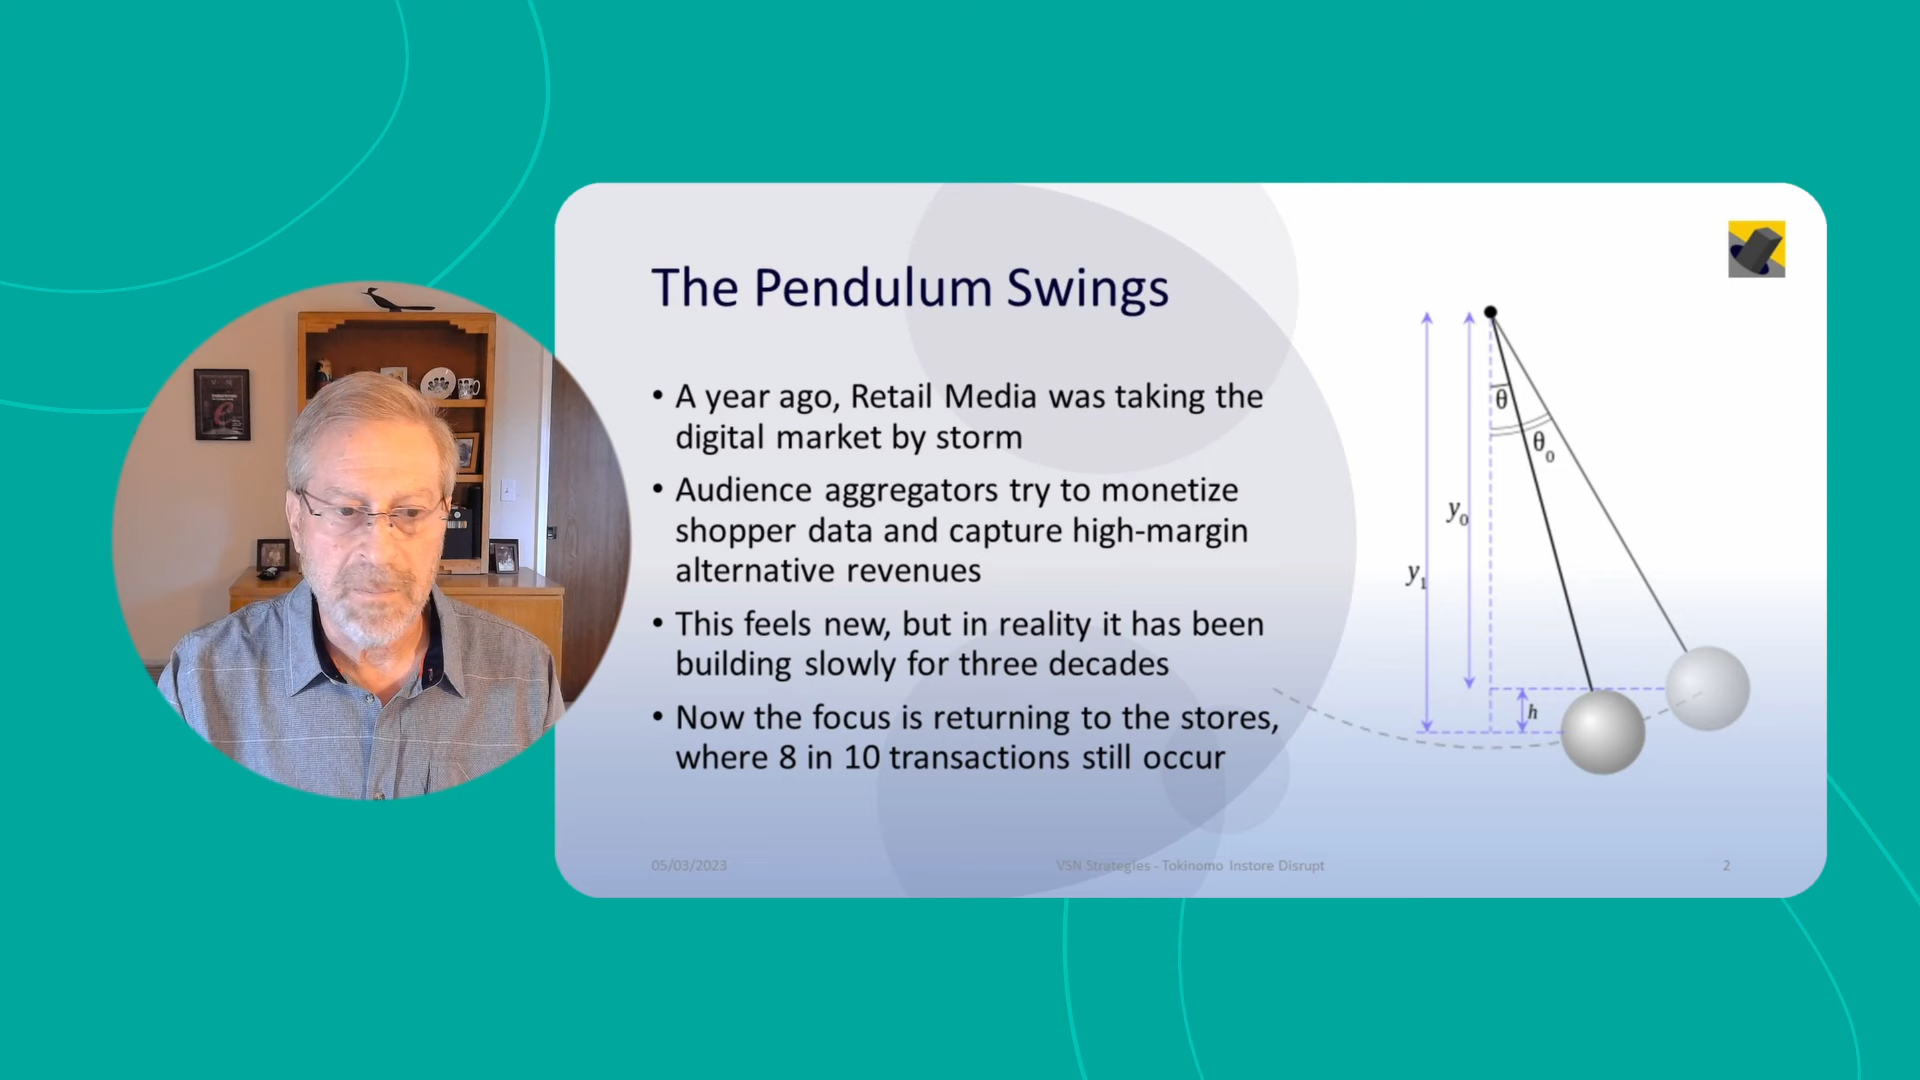 The Pendulum Swings
• A year ago, Retail Media was taking the
digital market by storm
• Audience aggregators try to monetize
shopper data and capture high-margin
alternative revenues
• This feels new, but in reality it has been
building slowly for three decades
• Now the focus is returning to the stores,
where 8 in 10 transactions still occur
θ
θ0
y0
y1
h
05/03/2023
VSN Strategies - Tokinomo Instore Disrupt
2